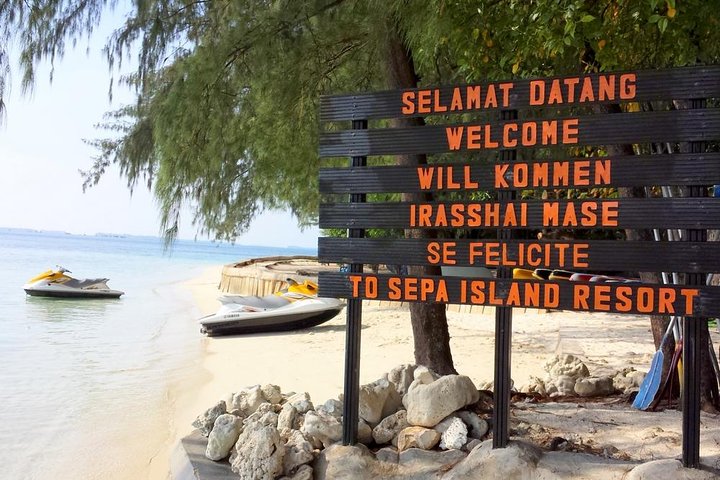 SELAMAT DATANG
WELCOME
WILL KOMMEN
IRASSHAI MASE
SE FELICITE
TO SEPA ISLAND RESORT